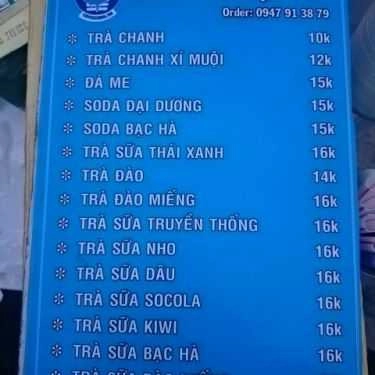 Order: 0947 91 38 79
* TRÀ CHANH 10k
* TRÀ CHANH XÍ MUỘI 12k
* ĐÁ ME 15k
* SODA ĐẠI DƯƠNG 15k
* SODA BẠC HÀ 15k
* TRÀ SỮA THÁI XANH 16k
* TRÀ ĐÀO 14k
* TRÀ ĐÀO MIẾNG 16k
* TRÀ SỮA TRUYỀN THỐNG 16k
* TRÀ SỮA NHO 16k
* TRÀ SỮA DÂU 16k
* TRÀ SỮA SOCOLA 16k
* TRÀ SỮA KIWI 16k
* TRÀ SỮA BẠC HÀ 16k
* TRÀ SỮA